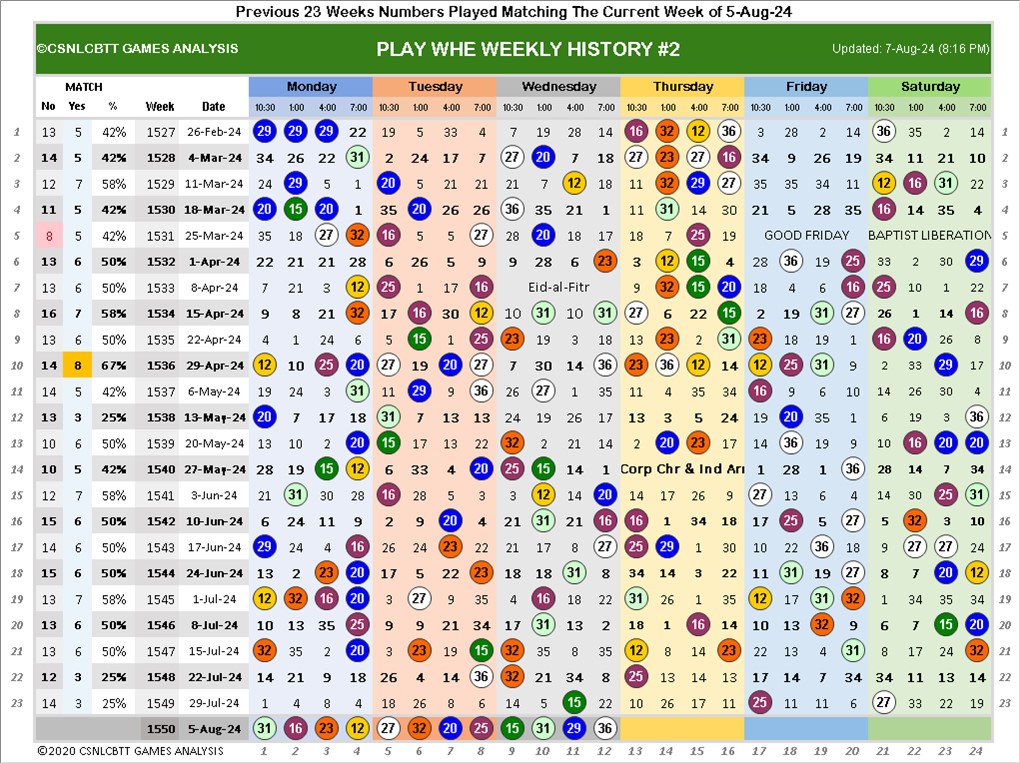 Previous 23 Weeks Numbers Played Matching The Current Week of 5-Aug-24
©CSNLCBTT GAMES ANALYSIS PLAY WHE WEEKLY HISTORY #2 Updated: 7-Aug-24 (8:16 PM)
MATCH Monday Tuesday Wednesday Thursday Friday Saturday
No Yes % Week Date 10:30 1:00 4:00 7:00 10:30 1:00 4:00 7:00 10:30 1:00 4:00 7:00 10:30 1:00 4:00 7:00 10:30 1:00 4:00 7:00 10:30 1:00 4:00 7:00
1 13 5 42% 1527 26-Feb-24 29 29 29 22 19 5 33 4 7 19 28 14 16 32 12 36 3 28 2 14 36 35 2 14 1
2 14 5 42% 1528 4-Mar-24 34 26 22 31 2 24 17 7 27 20 7 18 27 23 27 16 34 9 26 19 34 11 21 10 2
3 12 7 58% 1529 11-Mar-24 24 29 5 1 20 5 21 21 21 7 12 18 11 32 29 27 35 35 34 11 12 16 31 22 3
4 11 5 42% 1530 18-Mar-24 20 15 20 1 35 20 26 26 36 35 21 1 11 31 14 30 21 5 28 35 16 14 35 4 4
5 8 5 42% 1531 25-Mar-24 35 18 27 32 16 5 5 27 28 20 18 17 18 7 25 19 GOOD FRIDAY BAPTIST LIBERATION 5
6 13 6 50% 1532 1-Apr-24 22 21 21 28 6 26 5 9 9 28 6 23 3 12 15 4 28 36 19 25 33 2 30 29 6
7 13 6 50% 1533 8-Apr-24 7 21 3 12 25 1 17 16 Eid-al-Fitr 9 32 15 20 18 4 6 16 25 10 1 22 7
8 16 7 58% 1534 15-Apr-24 9 8 21 32 17 16 30 12 10 31 10 31 27 6 22 15 2 19 31 27 26 1 14 16 8
9 13 6 50% 1535 22-Apr-24 4 1 24 6 5 15 9 25 23 19 3 18 13 23 2 31 23 18 9 13 16 20 26 8 9
10 14 8 67% 1536 29-Apr-24 12 10 25 20 27 19 20 27 7 30 14 36 23 36 12 14 12 25 31 9 2 33 29 17 10
11 14 5 42% 1537 6-May-24 34 24 4 31 11 29 9 36 26 27 1 35 11 4 35 34 16 9 6 10 14 26 30 4 11
12 13 3 25% 1538 13-May-24 20 7 17 18 31 7 13 13 24 19 26 17 13 3 5 24 19 20 35 1 6 19 3 36 12
13 10 6 50% 1539 20-May-24 13 10 2 20 15 17 13 22 32 2 21 14 2 20 23 17 14 36 19 9 10 16 20 20 13
14 10 5 42% 1540 27-May-24 28 19 15 12 6 33 4 20 25 15 14 1 Corp Chr & Ind Arr 1 28 1 36 28 14 7 34 14
15 12 7 58% 1541 3-Jun-24 21 31 30 28 16 28 5 3 3 12 12 20 14 17 26 9 27 13 6 4 14 30 25 31 15
16 15 6 50% 1542 10-Jun-24 6 24 11 9 2 9 20 4 21 31 21 16 16 1 34 18 17 25 5 27 5 32 3 10 16
17 14 6 50% 1543 17-Jun-24 29 24 4 16 26 24 23 22 21 17 8 27 25 29 1 30 10 22 36 18 9 27 27 24 17
18 15 6 50% 1544 24-Jun-24 13 2 23 20 17 5 22 23 18 18 31 8 34 14 3 22 11 31 19 27 8 7 20 12 18
19 13 7 58% 1545 1-Jul-24 12 32 16 20 3 27 9 35 4 16 18 22 31 26 1 35 12 17 31 32 1 34 35 34 19
20 13 6 50% 1546 8-Jul-24 10 13 35 25 9 9 21 34 17 31 13 2 18 1 16 14 10 13 32 9 6 7 15 20 20
21 13 6 50% 1547 15-Jul-24 32 35 2 20 3 23 19 15 32 35 8 35 12 8 14 23 22 13 4 31 8 17 24 32 21
22 12 3 25% 1548 22-Jul-24 14 21 9 18 26 4 14 36 32 21 34 8 25 13 14 13 17 14 7 34 34 11 13 14 22
23 14 3 25% 1549 29-Jul-24 1 4 8 4 18 26 8 6 14 5 15 22 10 26 17 11 25 11 11 6 27 33 22 19 23
1550 5-Aug-24 31 16 23 12 27 32 20 25 15 31 29 36
©2020 CSNLCBTT GAMES ANALYSIS 1 2 3 4 5 6 7 8 9 10 11 12 13 14 15 16 17 18 19 20 21 22 23 24